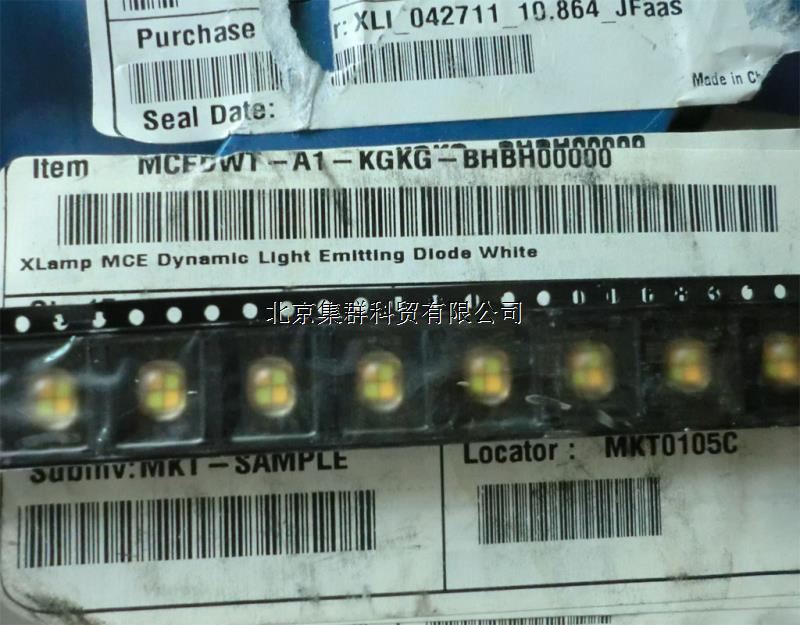 Purchase
r: XLI_042711_10.864_JFaas
Made in Ch
Seal Date:
Item MCEDWT-A1-KGKG-BHBH00000
XLamp MCE Dynamic Light Emitting Diode White
北京集群科贸有限公司
Subinv: MKT-SAMPLE
Locator : MKT0105C